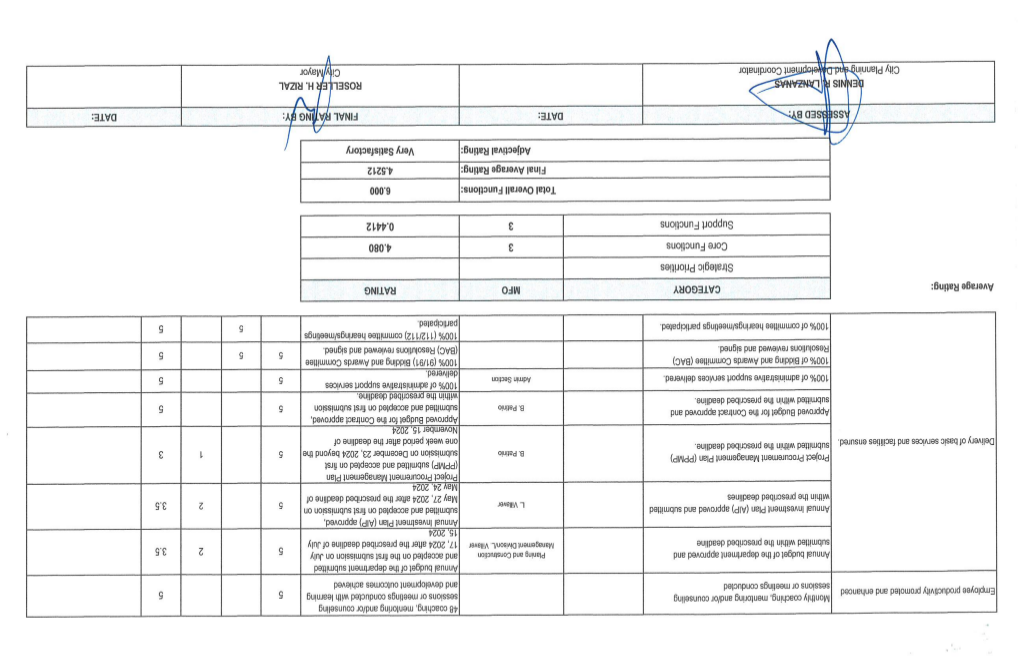 Employee productivity promoted and enhanced
Monthly coaching, mentoring and/or counseling
sessions or meetings conducted
48 coaching, mentoring and/or counseling
sessions or meetings conducted with learning
and development outcomes achieved
5
5
Delivery of basic services and facilities ensured.
Annual budget of the department approved and
submitted within the prescribed deadline
Planing and Construction
Management Division/L. Villaver
Annual budget of the department submitted
and accepted on the first submission on July
17, 2024 after the prescribed deadline of July
15, 2024
5
2
3.5
Annual Investment Plan (AIP) approved and submitted
within the prescribed deadlines
L. Villaver
Annual Investment Plan (AIP) approved,
submitted and accepted on first submission on
May 27, 2024 after the prescribed deadline of
May 24, 2024
5
2
3.5
Project Procurement Management Plan (PPMP)
submitted within the prescribed deadline.
B. Patnio
Project Procurement Management Plan
(PPMP) submitted and accepted on first
submission on December 23, 2024 beyond the
one week period after the deadline of
November 15, 2024
5
1
3
Approved Budget for the Contract approved and
submitted within the prescribed deadline.
B. Patnio
Approved Budget for the Contract approved,
submitted and accepted on first submission
within the prescribed deadline.
5
5
100% of administrative support services delivered.
Admin Section
100% of administrative support services
delivered.
5
5
100% of Bidding and Awards Committee (BAC)
Resolutions reviewed and signed.
100% (91/91) Bidding and Awards Committee
(BAC) Resolutions reviewed and signed.
5
5
5
100% of committee hearings/meetings participated.
100% (112/112) committee hearings/meetings
participated.
5
5
Average Rating:
CATEGORY MFO RATING
Strategic Priorities
Core Functions 3 4.080
Support Functions 3 0.4412
Total Overall Functions: 6.000
Final Average Rating: 4.5212
Adjectival Rating: Very Satisfactory
ASSESSED BY: DATE: FINAL RATING BY: DATE:
DENNIS R. LANZANAS
City Planning and Development Coordinator
ROSELLER H. RIZAL
City Mayor